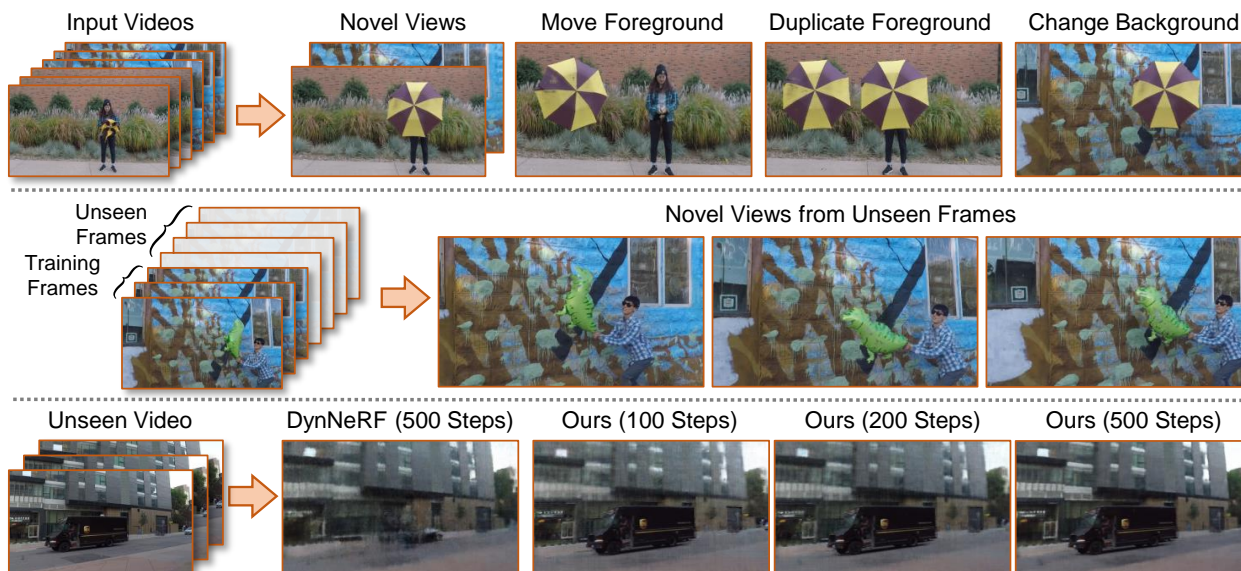 Input Videos
Novel Views
Move Foreground
Duplicate Foreground
Change Background
Unseen
Frames
Training
Frames
Novel Views from Unseen Frames
Unseen Video
DynNeRF (500 Steps)
Ours (100 Steps)
Ours (200 Steps)
Ours (500 Steps)